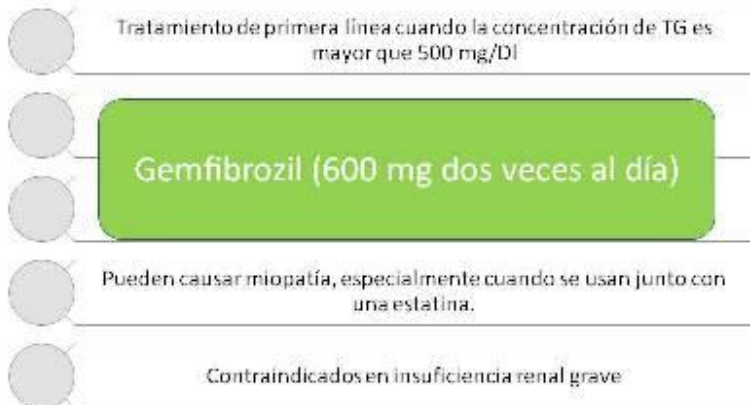 Tratamiento de primera línea cuando la concentración de TG es
mayor que 500 mg/Dl
Gemfibrozil (600 mg dos veces al día)
Pueden causar miopatía, especialmente cuando se usan junto con
una estatina.
Contraindicados en insuficiencia renal grave